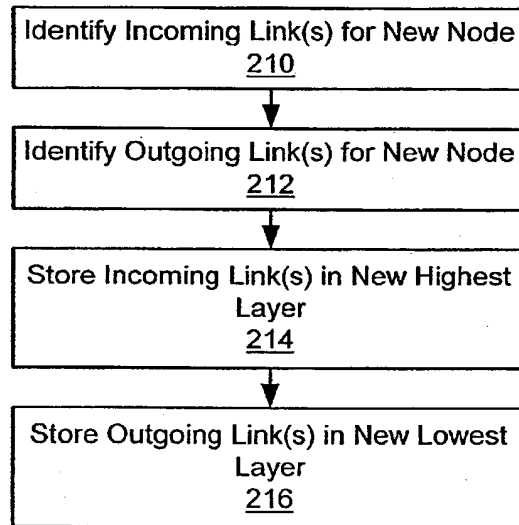 Identify Incoming Link(s) for New Node
210
Identify Outgoing Link(s) for New Node
212
Store Incoming Link(s) in New Highest
Layer
214
Store Outgoing Link(s) in New Lowest
Layer
216